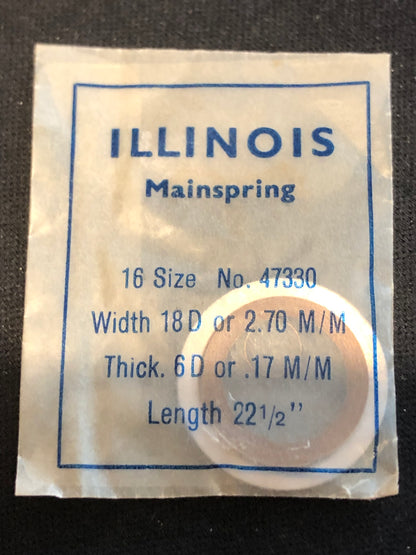 ILLINOIS
Mainspring
16 Size No. 47330
Width 18 D or 2.70 M/M
Thick. 6 D or .17 M/M
Length 22 1/2"